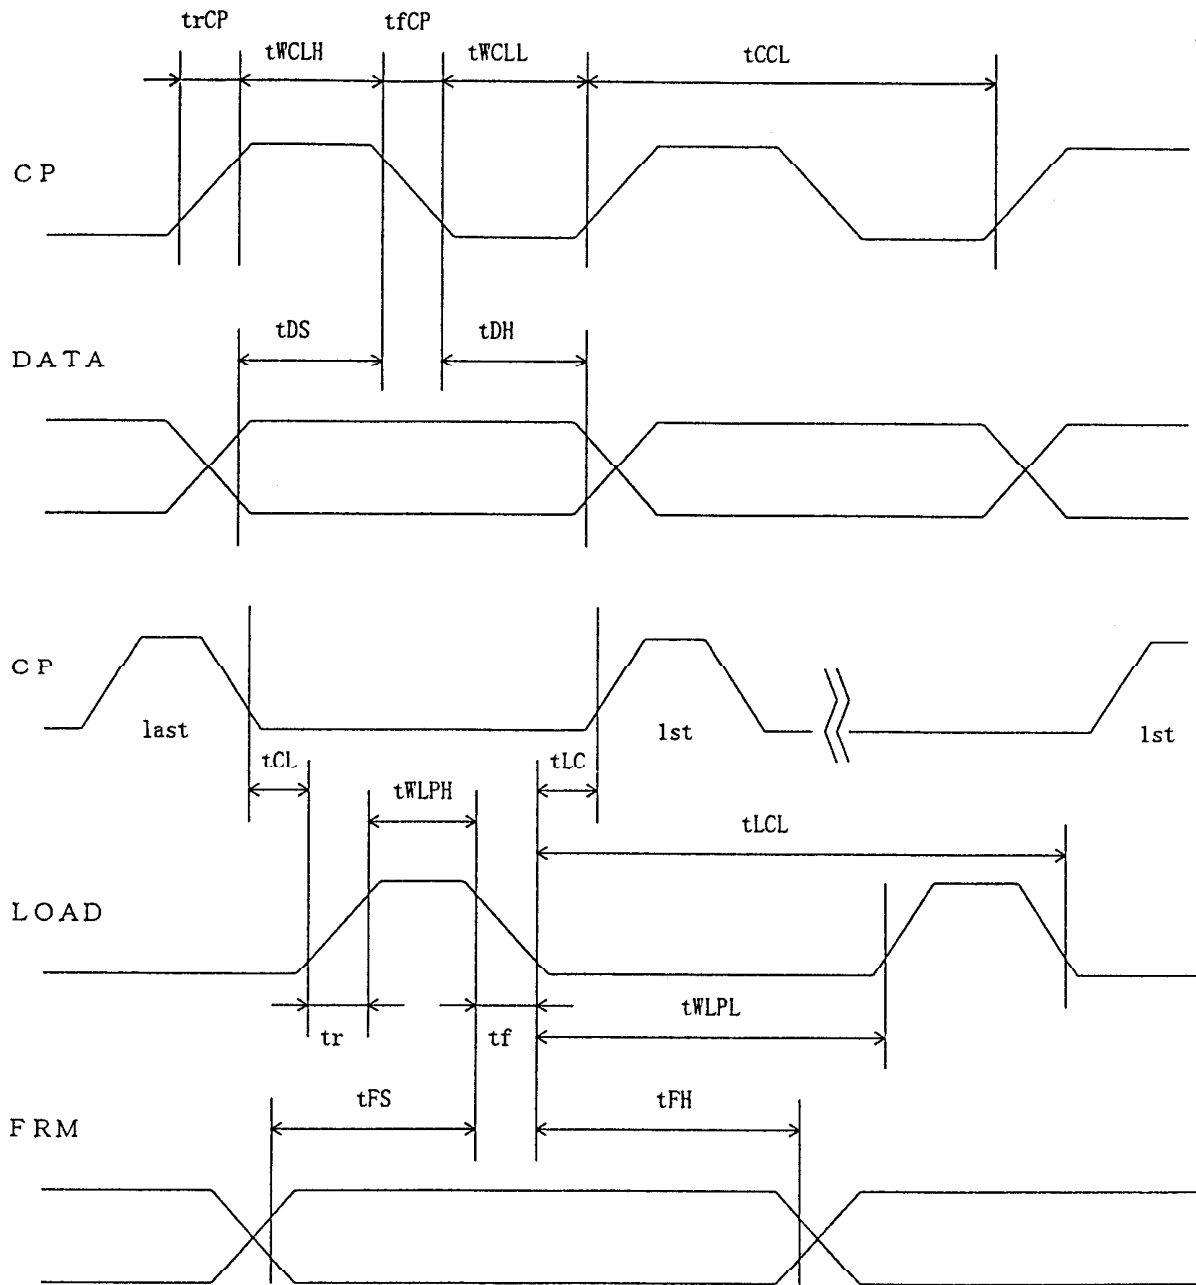 trCP tfCP
tWCLH tWCLL tCCL
CP
tDS tDH
DATA
CP
last 1st 1st
tCL tLC
tWLPH
tLCL
LOAD
tWLPL
tr tf
tFS tFH
FRM